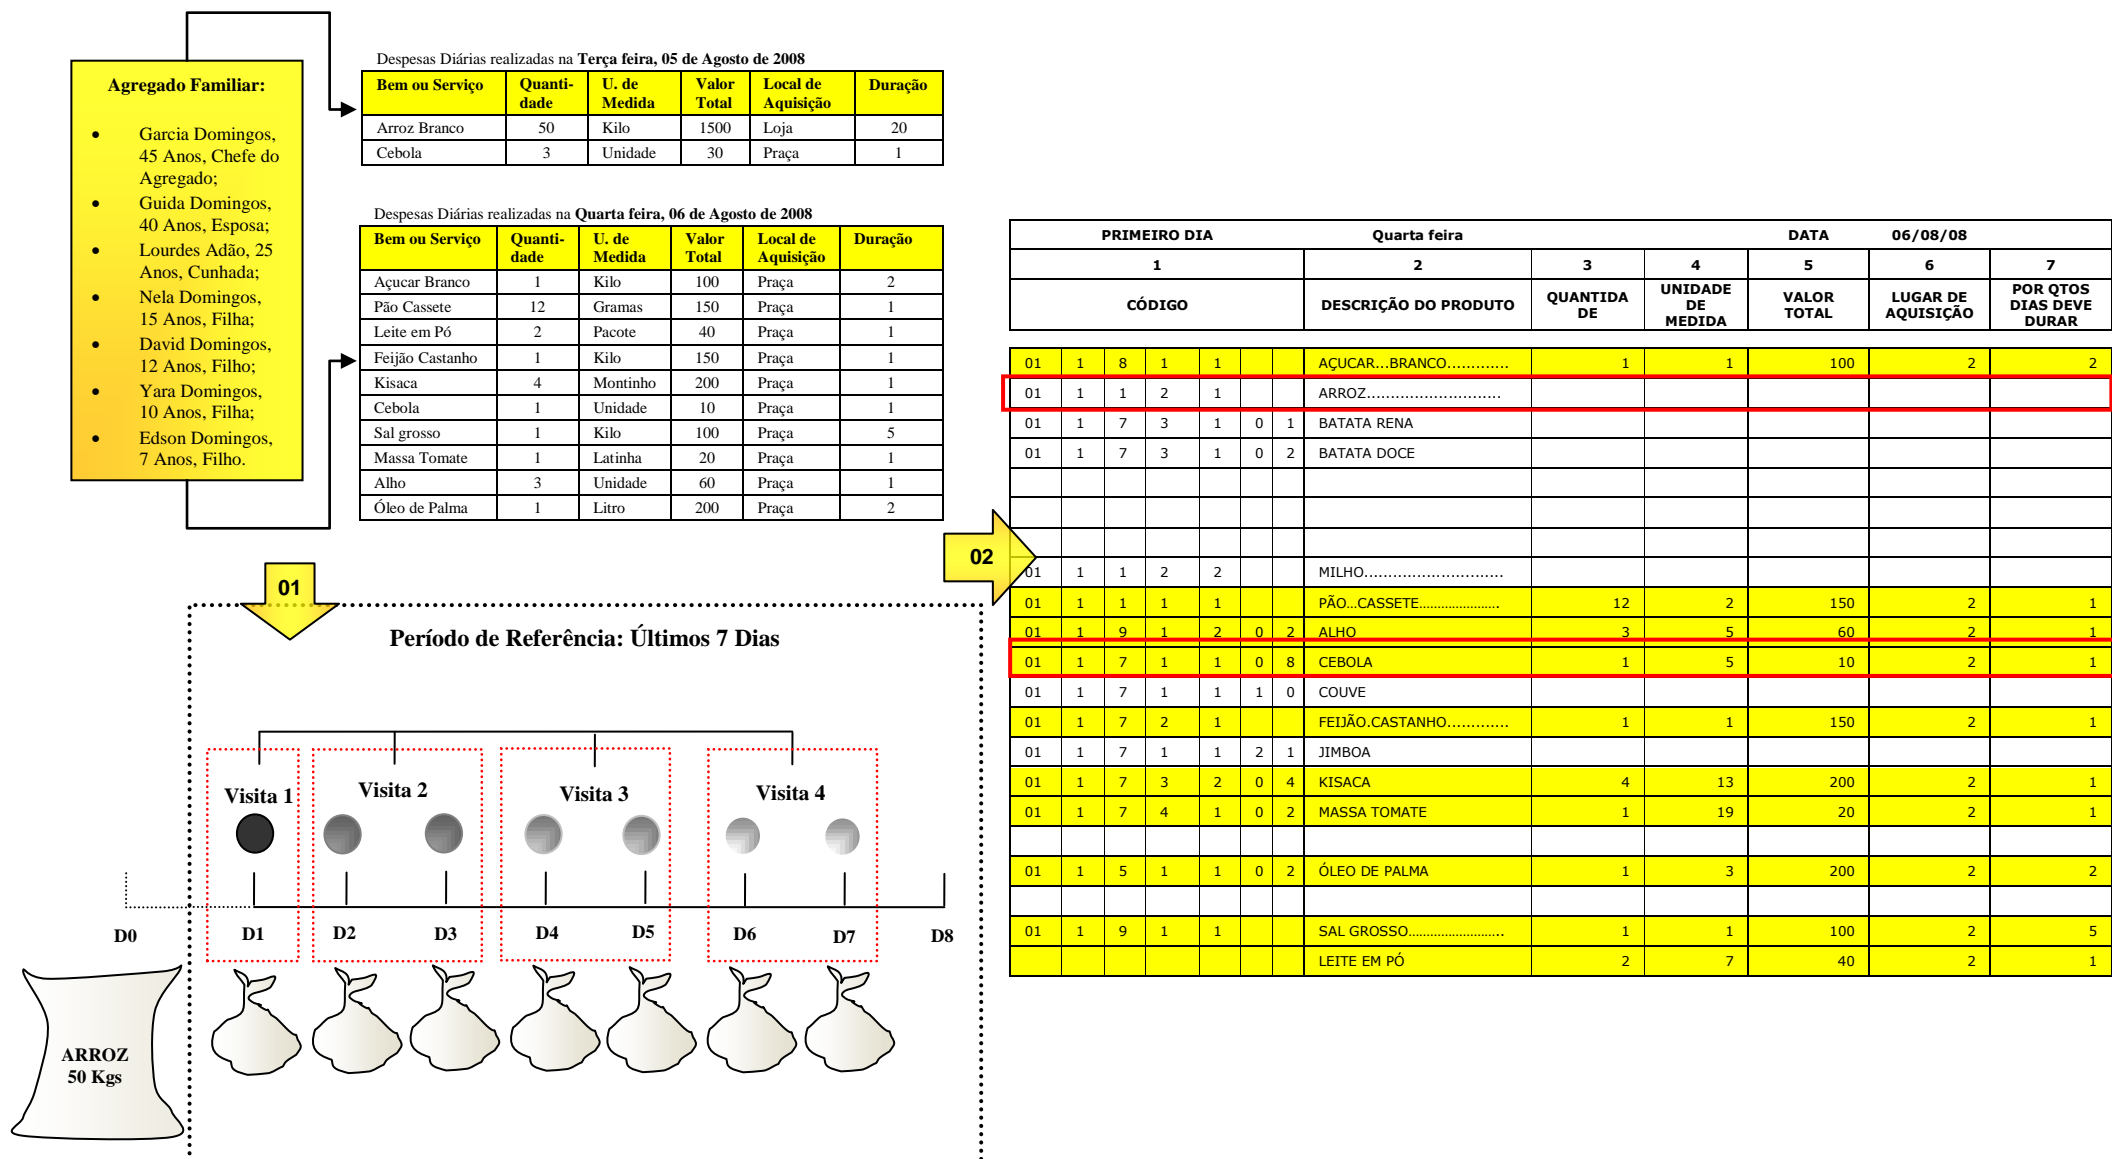 Agregado Familiar:
• Garcia Domingos,
45 Anos, Chefe do
Agregado;
• Guida Domingos,
40 Anos, Esposa;
• Lourdes Adão, 25
Anos, Cunhada;
• Nela Domingos,
15 Anos, Filha;
• David Domingos,
12 Anos, Filho;
• Yara Domingos,
10 Anos, Filha;
• Edson Domingos,
7 Anos, Filho.
Despesas Diárias realizadas na Terça feira, 05 de Agosto de 2008
Bem ou Serviço Quanti- U. de Valor Local de Duração
dade Medida Total Aquisição
Arroz Branco 50 Kilo 1500 Loja 20
Cebola 3 Unidade 30 Praça 1
Despesas Diárias realizadas na Quarta feira, 06 de Agosto de 2008
Bem ou Serviço Quanti- U. de Valor Local de Duração
dade Medida Total Aquisição
Açucar Branco 1 Kilo 100 Praça 2
Pão Cassete 12 Gramas 150 Praça 1
Leite em Pó 2 Pacote 40 Praça 1
Feijão Castanho 1 Kilo 150 Praça 1
Kisaca 4 Montinho 200 Praça 1
Cebola 1 Unidade 10 Praça 1
Sal grosso 1 Kilo 100 Praça 5
Massa Tomate 1 Latinha 20 Praça 1
Alho 3 Unidade 60 Praça 1
Óleo de Palma 1 Litro 200 Praça 2
01
Período de Referência: Últimos 7 Dias
Visita 1 Visita 2 Visita 3 Visita 4
D0 D1 D2 D3 D4 D5 D6 D7 D8
ARROZ
50 Kgs
02
PRIMEIRO DIA Quarta feira DATA 06/08/08
1 2 3 4 5 6 7
CÓDIGO DESCRIÇÃO DO PRODUTO QUANTIDA UNIDADE VALOR LUGAR DE POR QTOS
DE DE TOTAL AQUISIÇÃO DIAS DEVE
MEDIDA DURAR
01 1 8 1 1 AÇUCAR...BRANCO............. 1 1 100 2 2
01 1 1 2 1 ARROZ...........................
01 1 7 3 1 0 1 BATATA RENA
01 1 7 3 1 0 2 BATATA DOCE
01 1 1 2 2 MILHO............................
01 1 1 1 1 PÃO…CASSETE…………………. 12 2 150 2 1
01 1 9 1 2 0 2 ALHO 3 5 60 2 1
01 1 7 1 1 0 8 CEBOLA 1 5 10 2 1
01 1 7 1 1 1 0 COUVE
01 1 7 2 1 FEIJÃO.CASTANHO............. 1 1 150 2 1
01 1 7 1 1 2 1 JIMBOA
01 1 7 3 2 0 4 KISACA 4 13 200 2 1
01 1 7 4 1 0 2 MASSA TOMATE 1 19 20 2 1
01 1 5 1 1 0 2 ÓLEO DE PALMA 1 3 200 2 2
01 1 9 1 1 SAL GROSSO…………………….. 1 1 100 2 5
LEITE EM PÓ 2 7 40 2 1